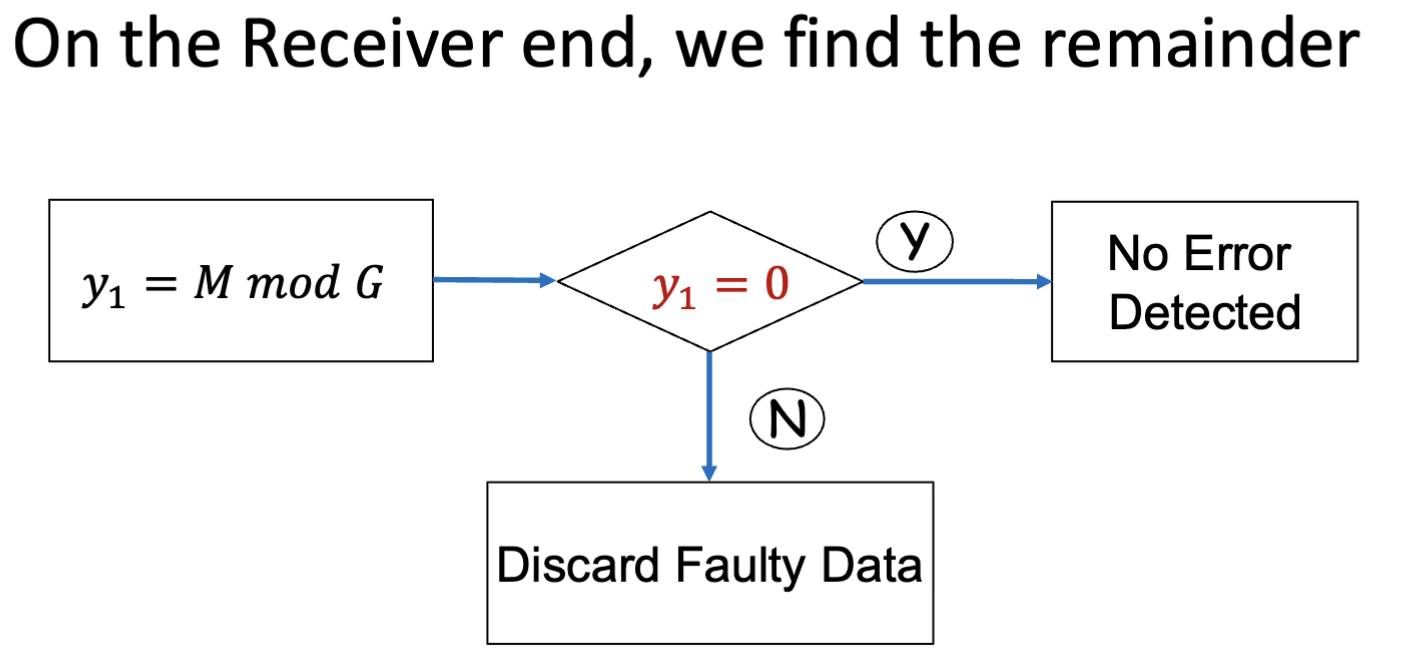 On the Receiver end, we find the remainder
y₁ = M mod G
y₁ = 0
Y
No Error
Detected
N
Discard Faulty Data